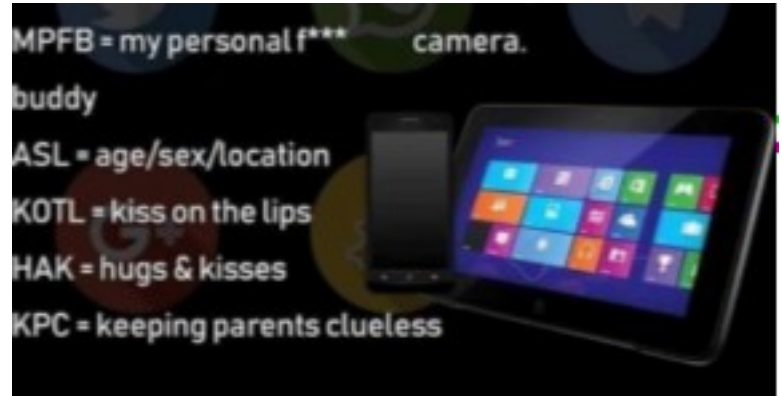 MPFB = my personal f*** camera.
buddy
ASL = age/sex/location
KOTL = kiss on the lips
HAK = hugs & kisses
KPC = keeping parents clueless